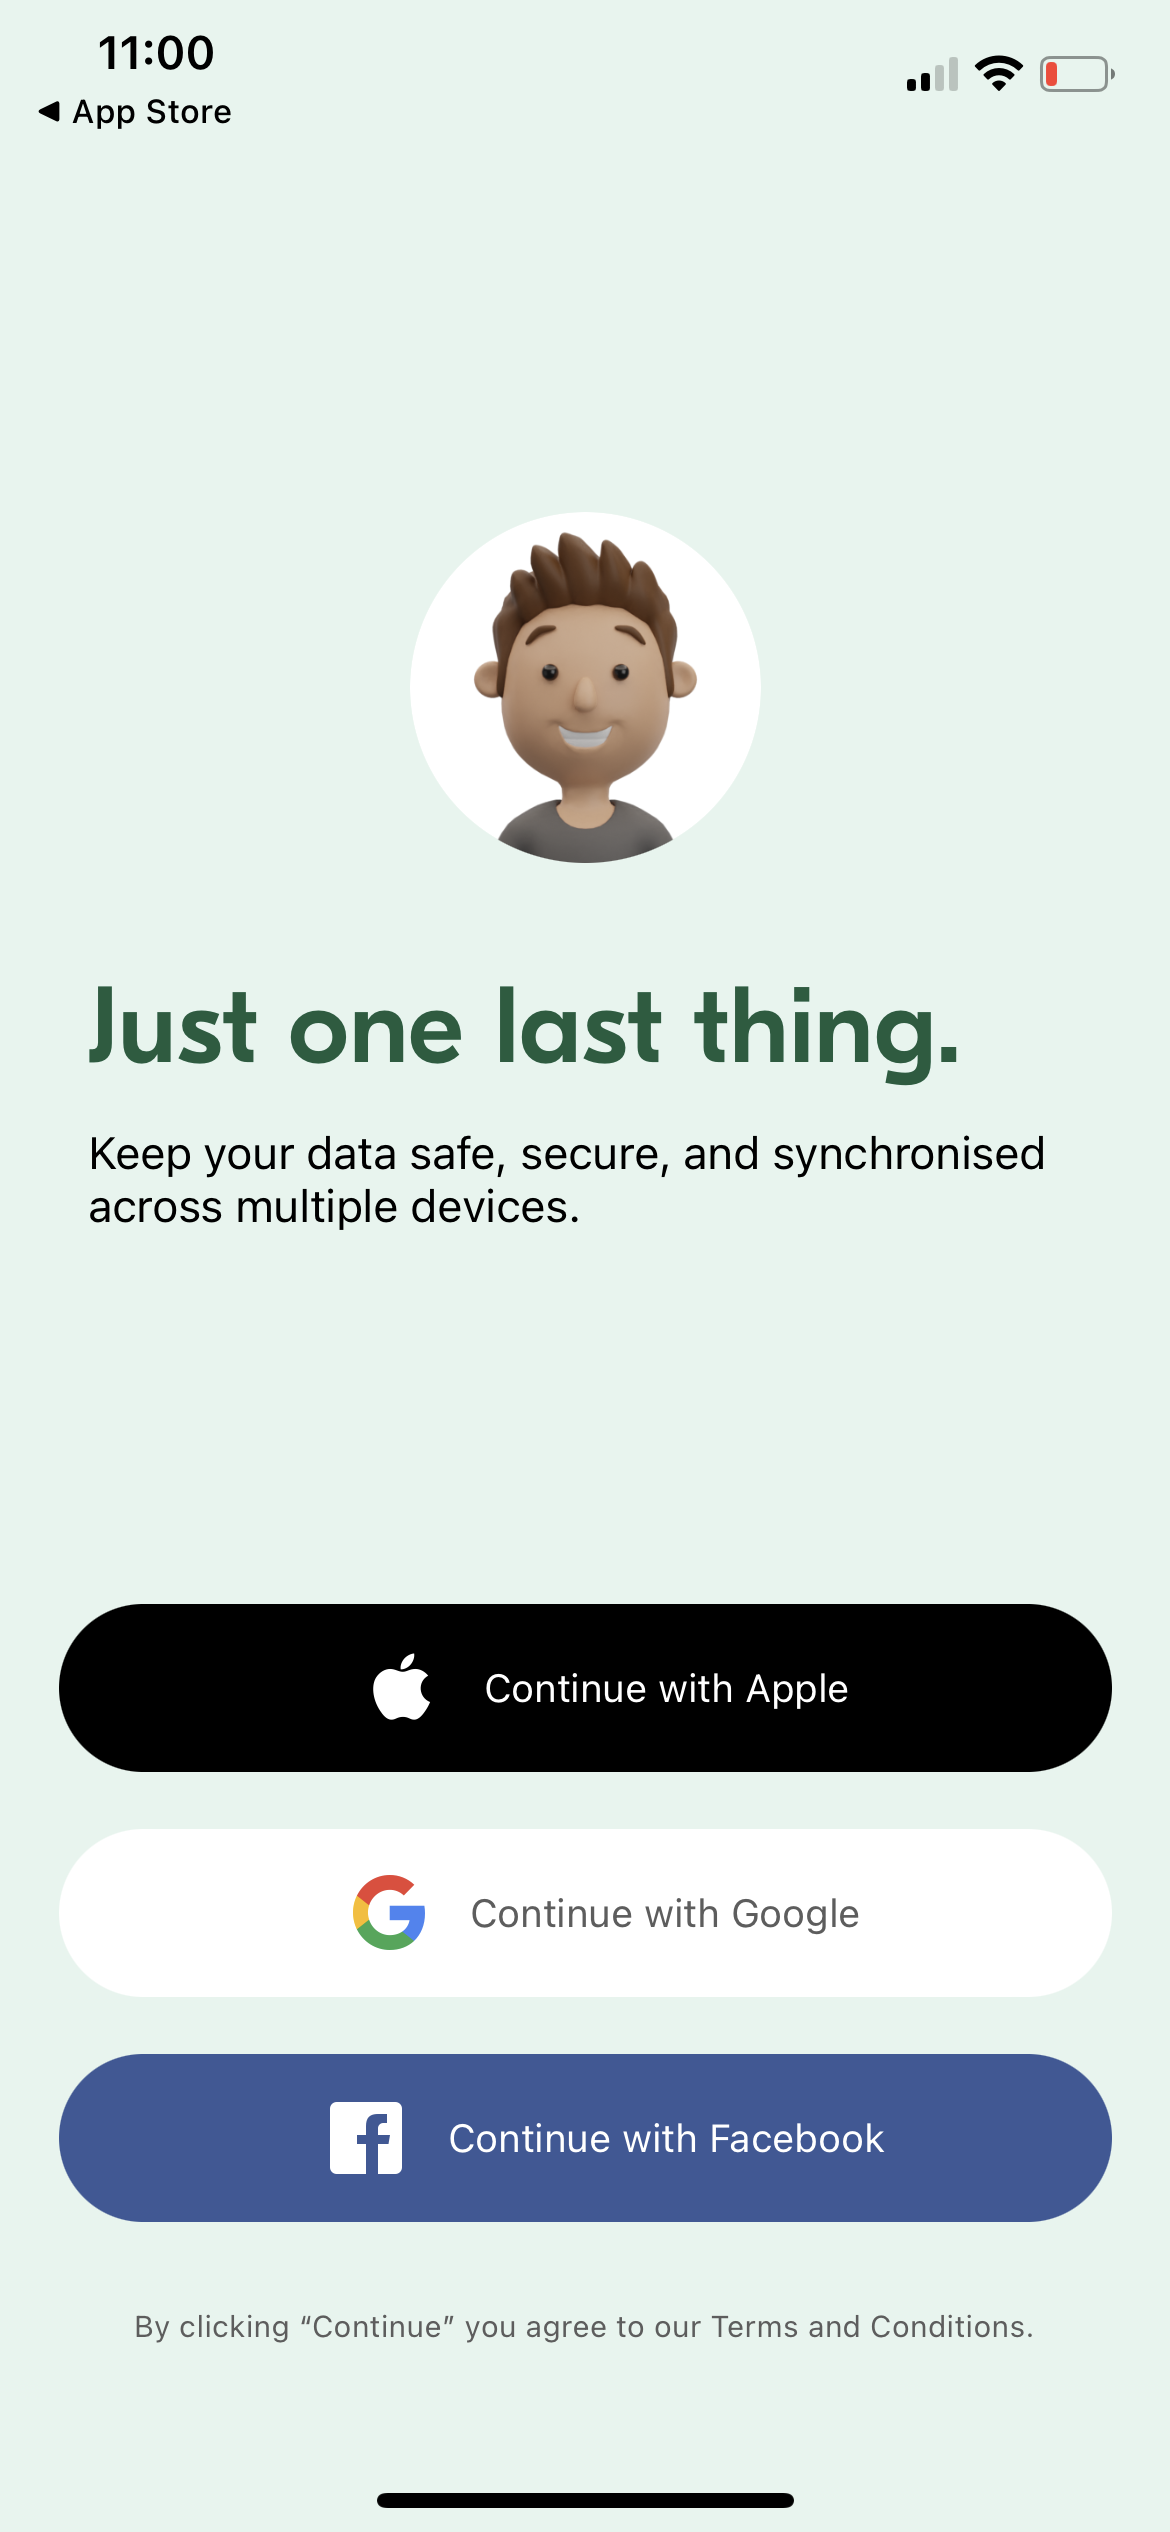 11:00
App Store
Just one last thing.
Keep your data safe, secure, and synchronised
across multiple devices.
Continue with Apple
Continue with Google
Continue with Facebook
By clicking “Continue” you agree to our Terms and Conditions.